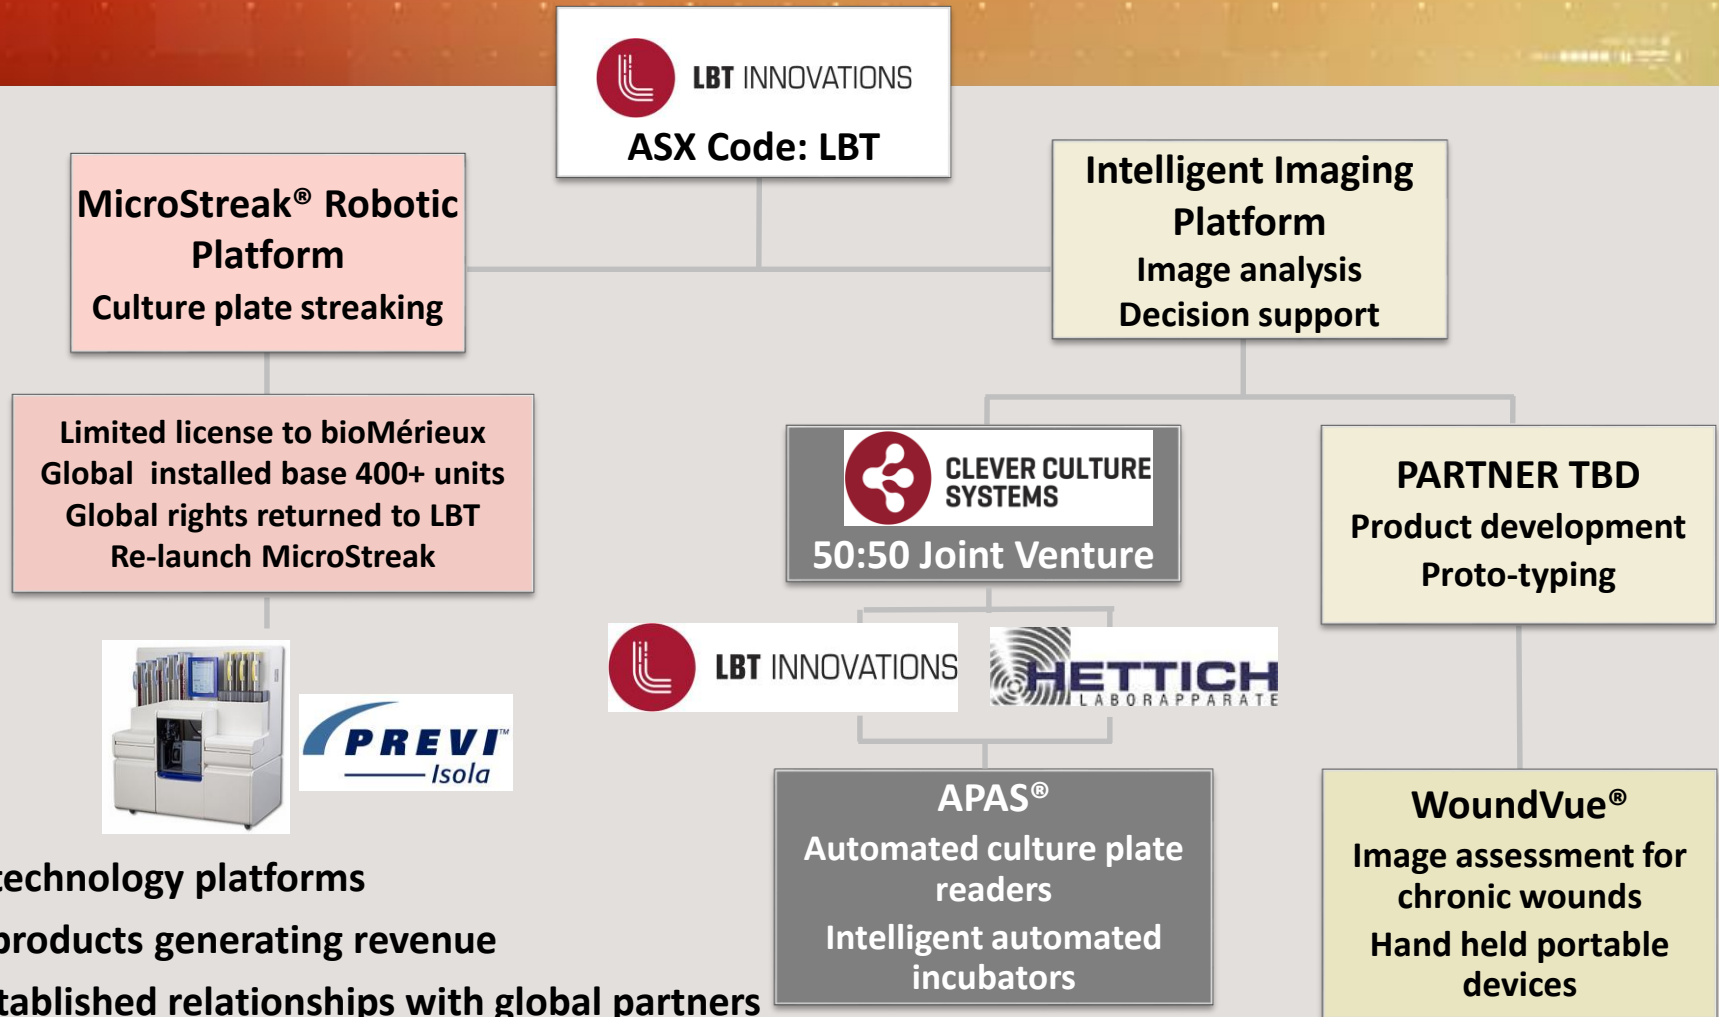 LBT INNOVATIONS
ASX Code: LBT
MicroStreak® Robotic
Platform
Culture plate streaking
Intelligent Imaging
Platform
Image analysis
Decision support
Limited license to bioMérieux
Global installed base 400+ units
Global rights returned to LBT
Re-launch MicroStreak
CLEVER CULTURE
SYSTEMS
50:50 Joint Venture
PARTNER TBD
Product development
Proto-typing
LBT INNOVATIONS
HETTICH
LABORAPPARATE
PREVI™
Isola
APAS®
Automated culture plate
readers
Intelligent automated
incubators
WoundVue®
Image assessment for
chronic wounds
Hand held portable
devices
technology platforms
products generating revenue
tablished relationships with global partners